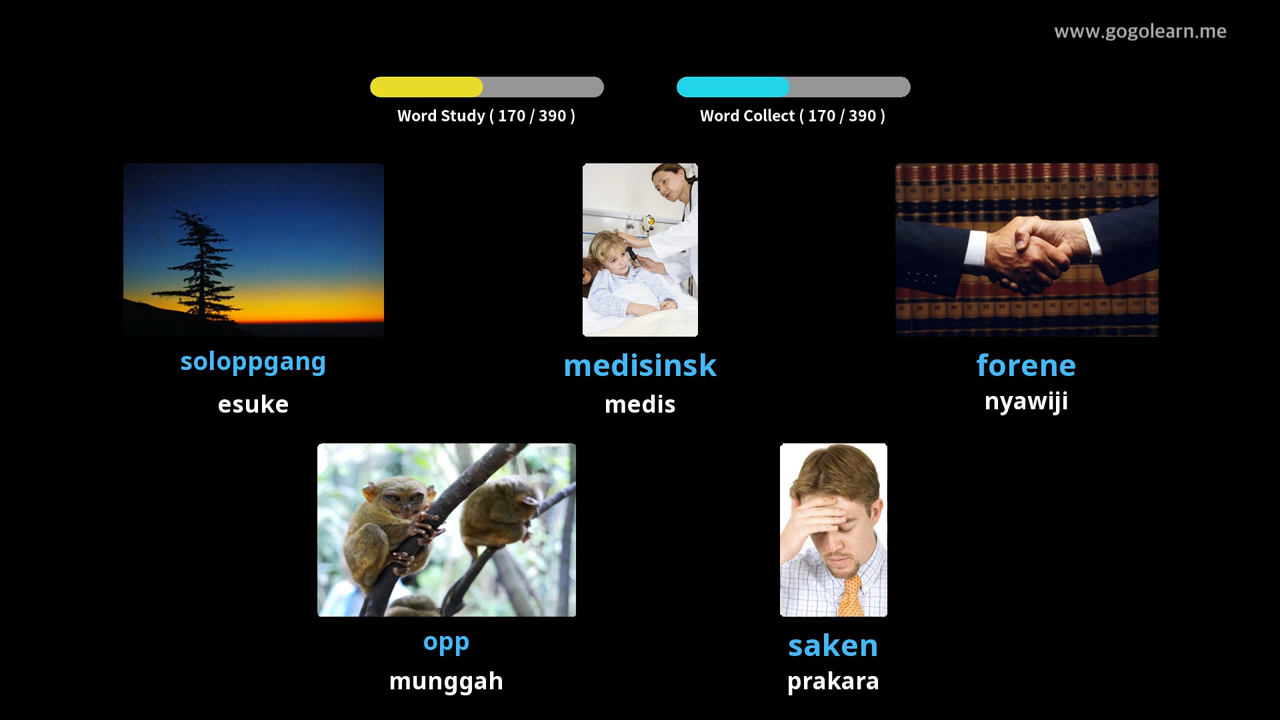 www.gogolearn.me
Word Study ( 170 / 390 )
Word Collect ( 170 / 390 )
soloppgang
medisinsk
forene
esuke
medis
nyawiji
opp
saken
munggah
prakara